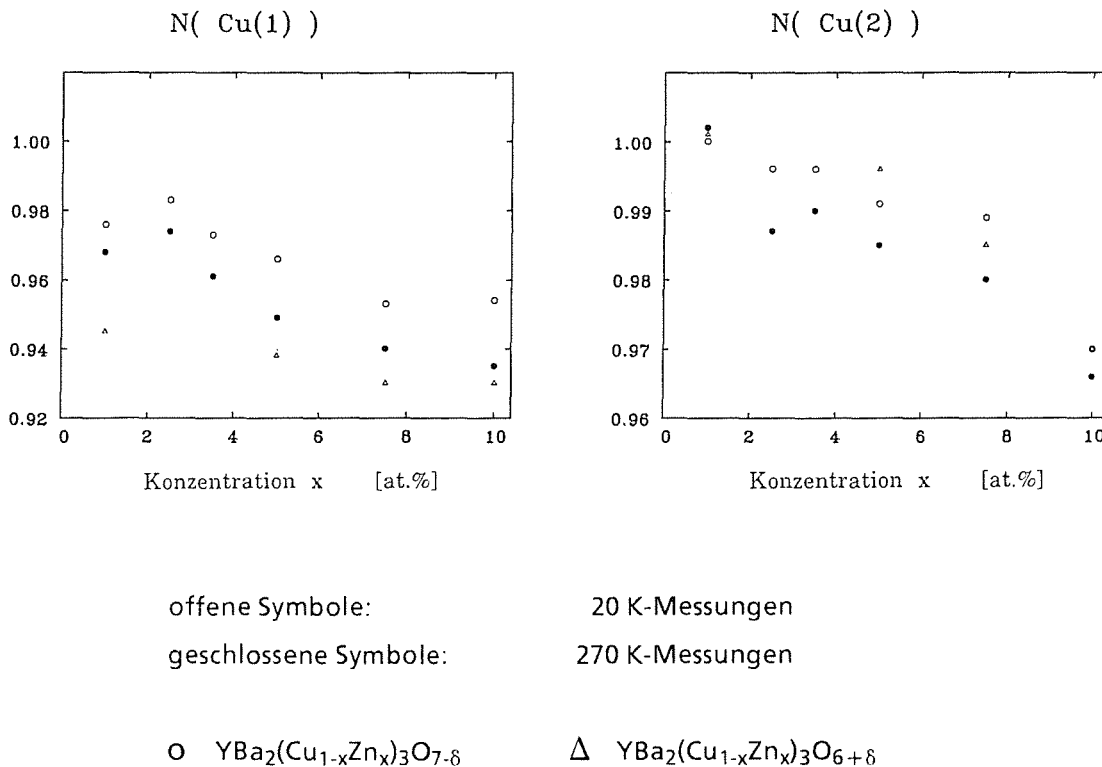 N( Cu(1) )
N( Cu(2) )
1.00
0.98
0.96
0.94
0.92
0 2 4 6 8 10
Konzentration x [at.%]
1.00
0.99
0.98
0.97
0.96
0 2 4 6 8 10
Konzentration x [at.%]
offene Symbole: 20 K-Messungen
geschlossene Symbole: 270 K-Messungen
o YBa₂(Cu₁₋ₓZnₓ)₃O₇₋δ Δ YBa₂(Cu₁₋ₓZnₓ)₃O₆₊δ